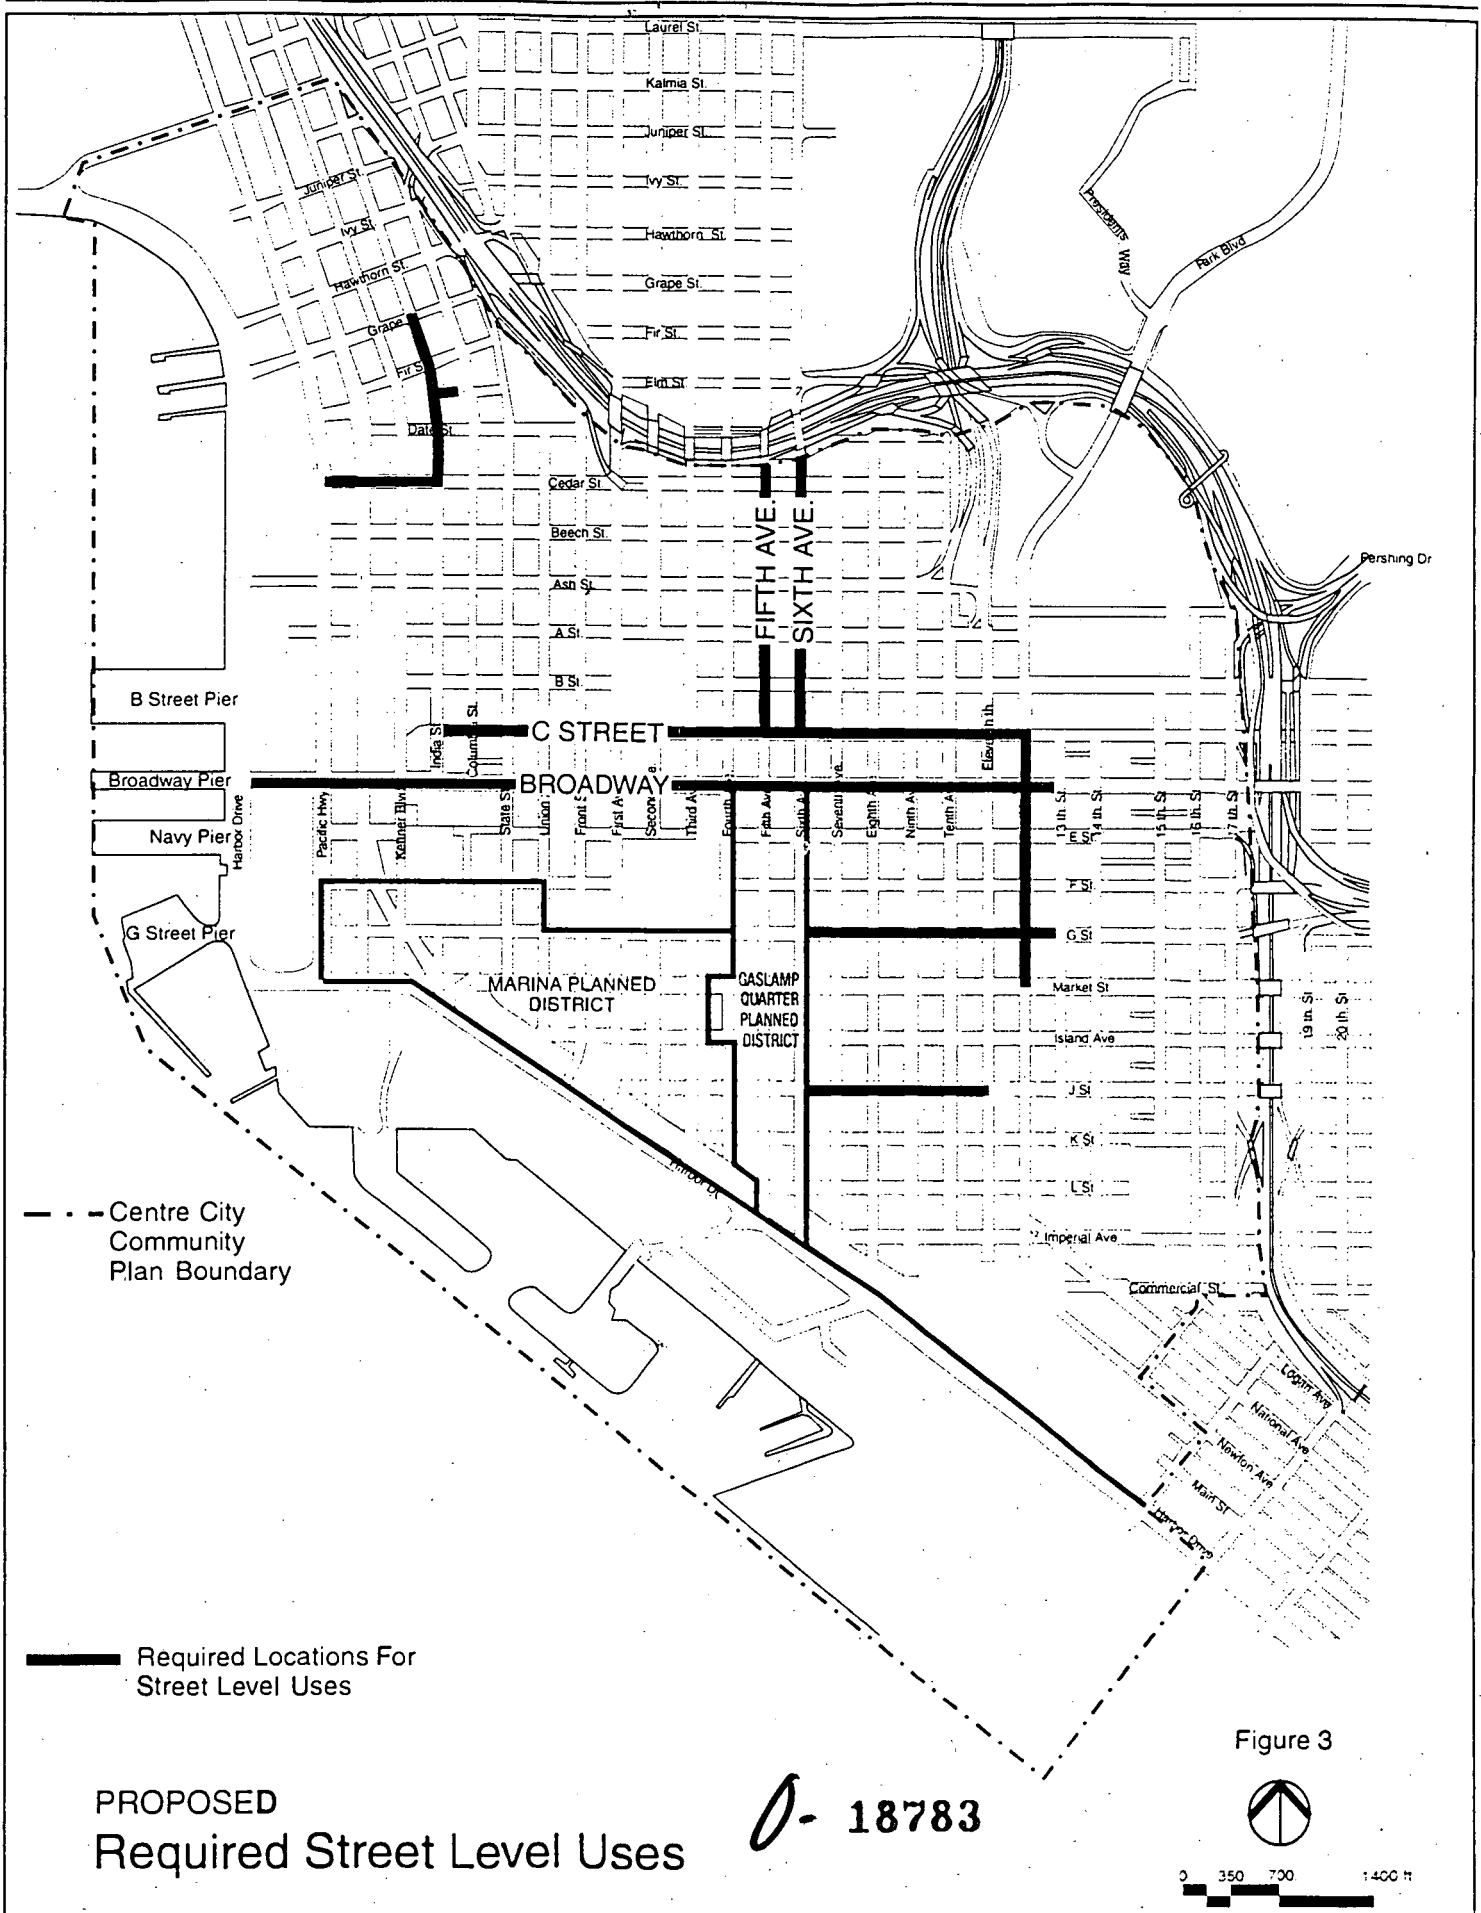 Laurel St.
Kalmia St.
Juniper St.
Ivy St.
Hawthorn St.
Grape St.
Fir St.
Elm St
Juniper St.
Ivy St
Hawthorn St.
Grape
Fir S
Date St.
Presidents Way
Park Blvd
Pershing Dr
Cedar St.
Beech St.
Ash St.
A St.
B St.
FIFTH AVE.
SIXTH AVE.
B Street Pier
C STREET
India St
Columbia St.
Eleventh
Broadway Pier
BROADWAY
Navy Pier
Harbor Drive
Pacific Hwy
Kettner Blvd
State St
Union
Front S
First Av
Second
Third Av
Fourth
Fifth Ave
Sixth A
Seventh Ave.
Eighth A
Ninth Av
Tenth Av
13 th. St.
14 th. St.
15 th St
16 th St
17 th. St
E St
F St
G St
G Street Pier
MARINA PLANNED
DISTRICT
GASLAMP
QUARTER
PLANNED
DISTRICT
Market St
Island Ave
19 th. St
20 th. St
J St
K St
L St
Harbor Dr
Imperial Ave
Commercial St
Logan Ave
National Ave
Newton Ave
Main St
Harbor Drive
Centre City
Community
Plan Boundary
Required Locations For
Street Level Uses
Figure 3
PROPOSED
Required Street Level Uses
O- 18783
0 350 700 1400 ft